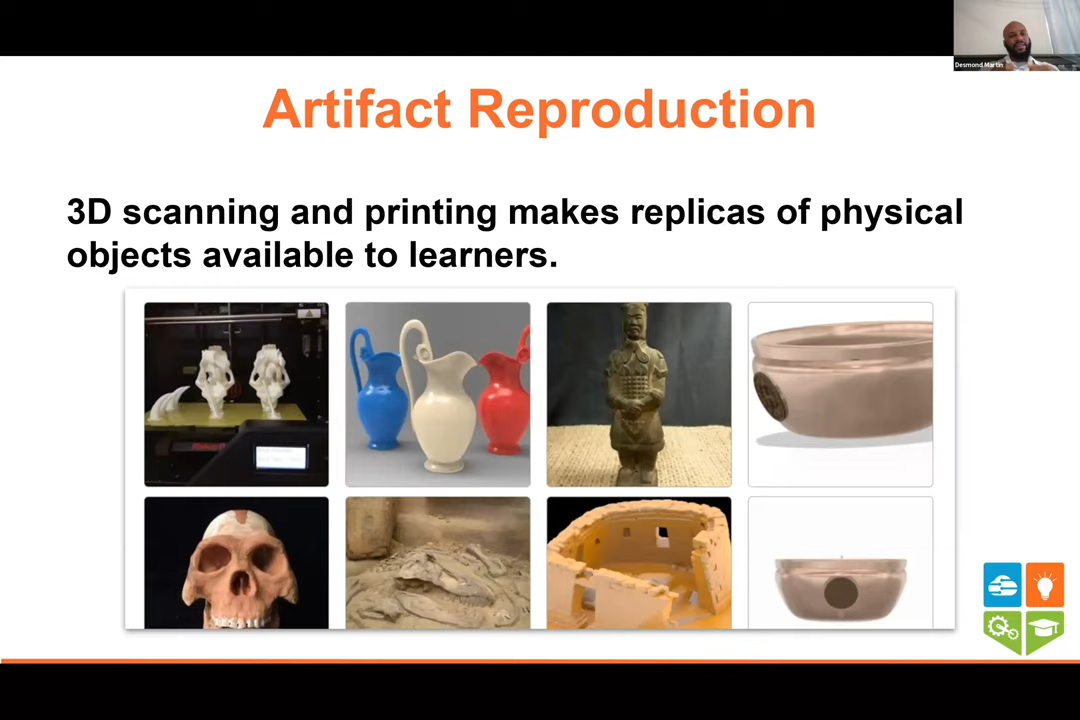 Desmond Martin
Artifact Reproduction
3D scanning and printing makes replicas of physical
objects available to learners.